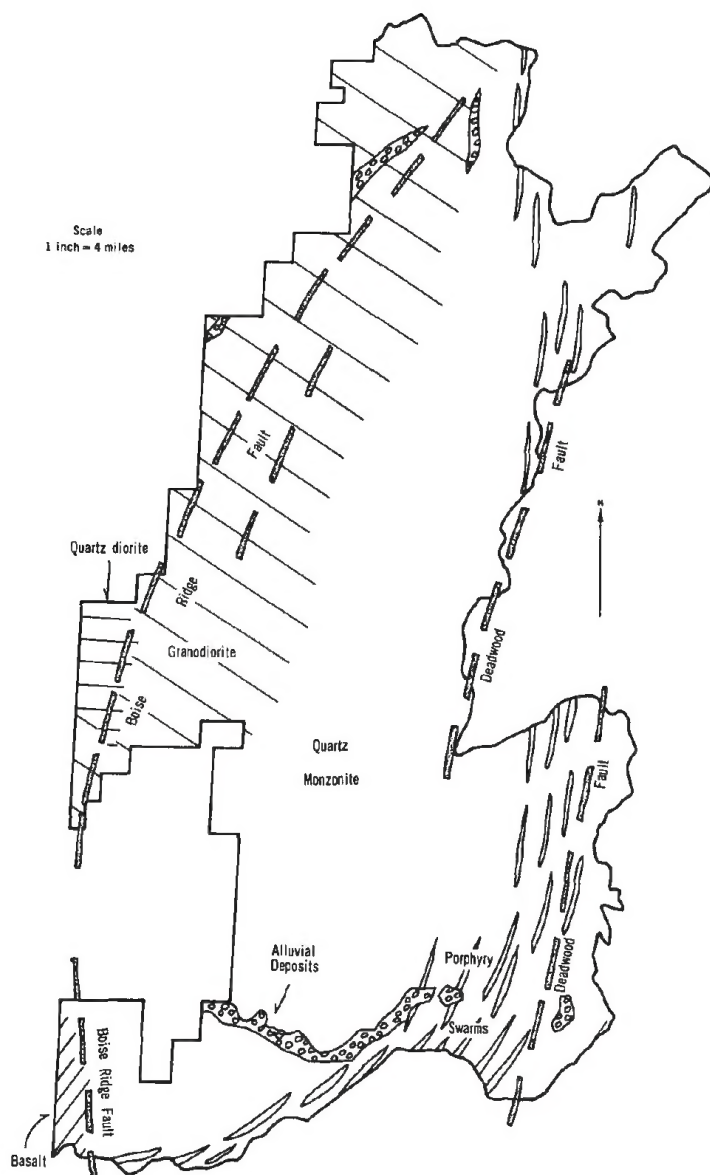 Scale
1 inch = 4 miles
N
Fault
Fault
Quartz diorite
Ridge
Granodiorite
Deadwood
Boise
Quartz
Monzonite
Fault
Alluvial
Deposits
Porphyry
Deadwood
Swarms
Boise Ridge Fault
Basalt